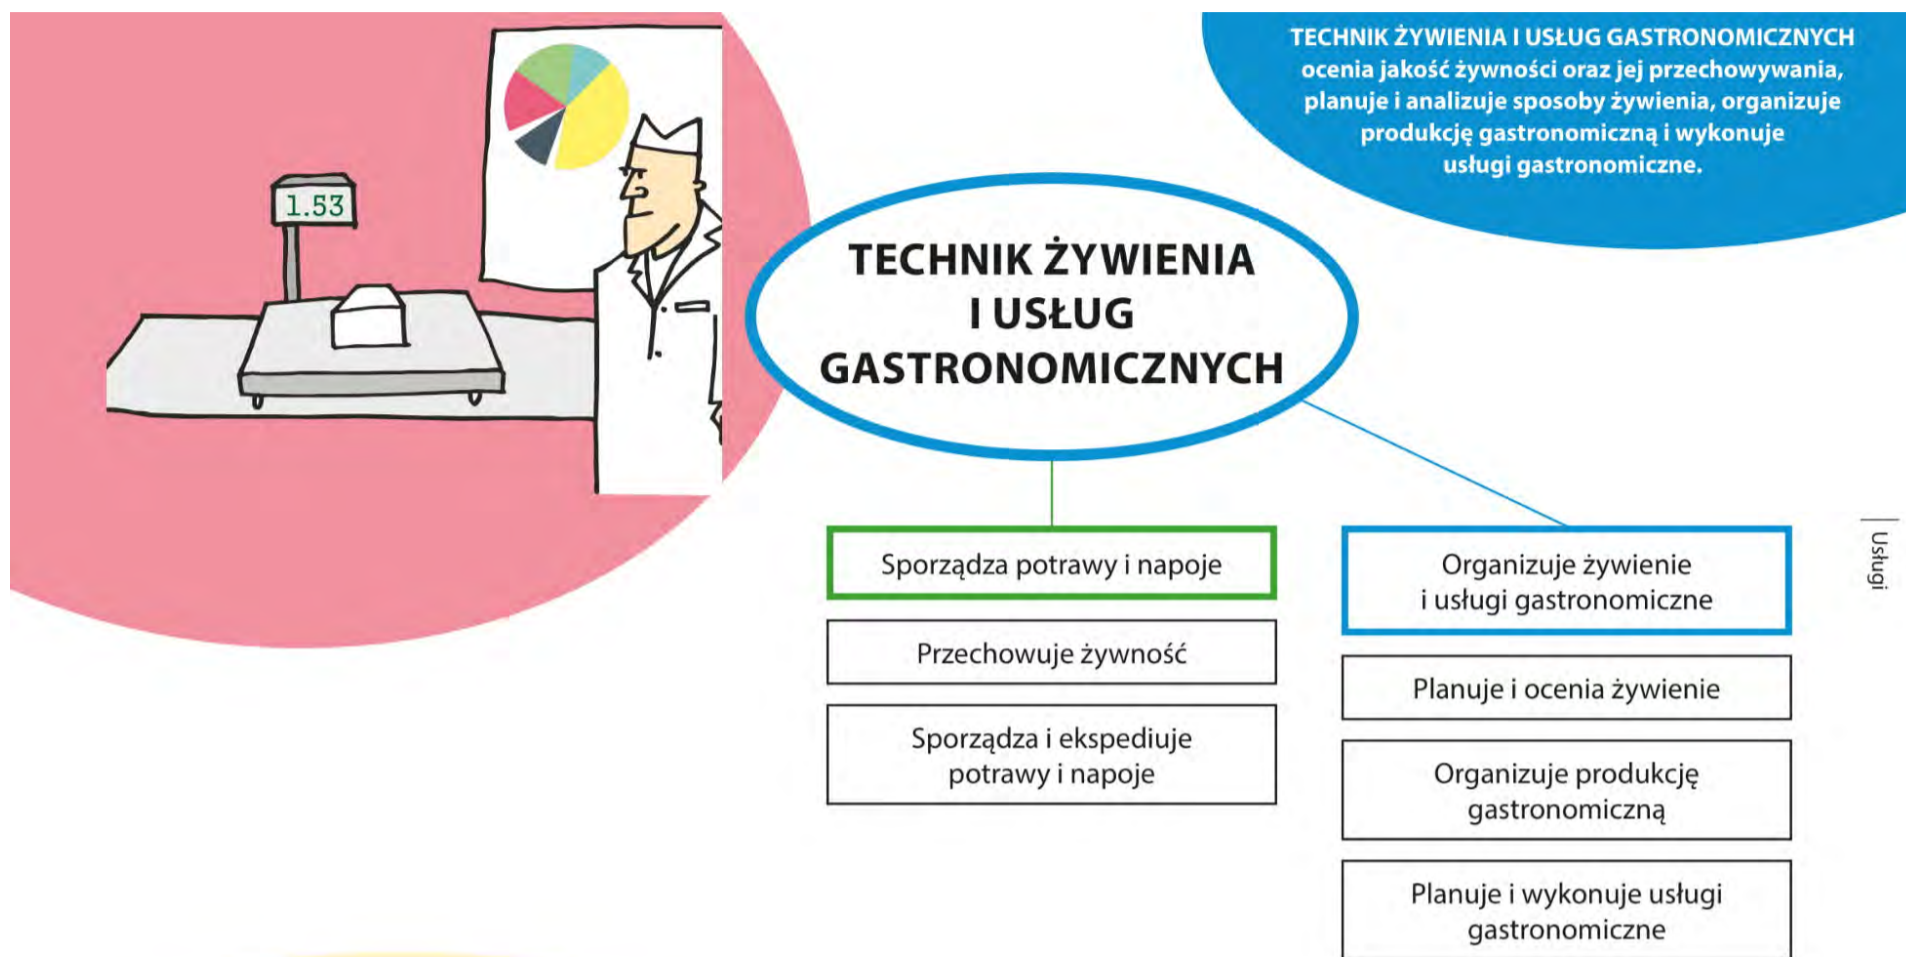 TECHNIK ŻYWIENIA I USŁUG GASTRONOMICZNYCH
ocenia jakość żywności oraz jej przechowywania,
planuje i analizuje sposoby żywienia, organizuje
produkcję gastronomiczną i wykonuje
usługi gastronomiczne.
1.53
TECHNIK ŻYWIENIA
I USŁUG
GASTRONOMICZNYCH
Sporządza potrawy i napoje
Przechowuje żywność
Sporządza i ekspediuje
potrawy i napoje
Organizuje żywienie
i usługi gastronomiczne
Planuje i ocenia żywienie
Organizuje produkcję
gastronomiczną
Planuje i wykonuje usługi
gastronomiczne
Usługi